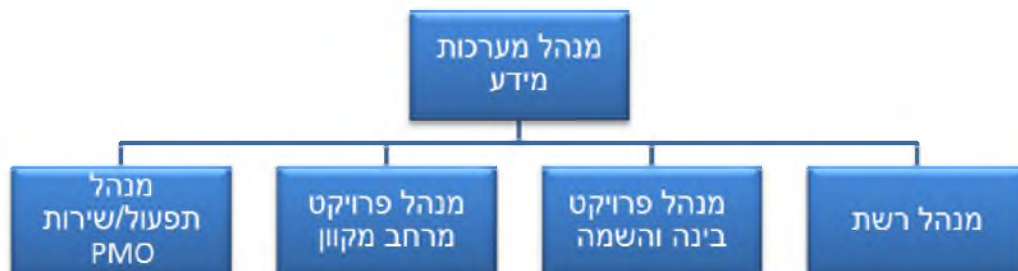 מנהל מערכות
מידע
מנהל רשת
מנהל פרויקט
בינה והשמה
מנהל פרויקט
מרחב מקוון
מנהל
תפעול/שירות
PMO